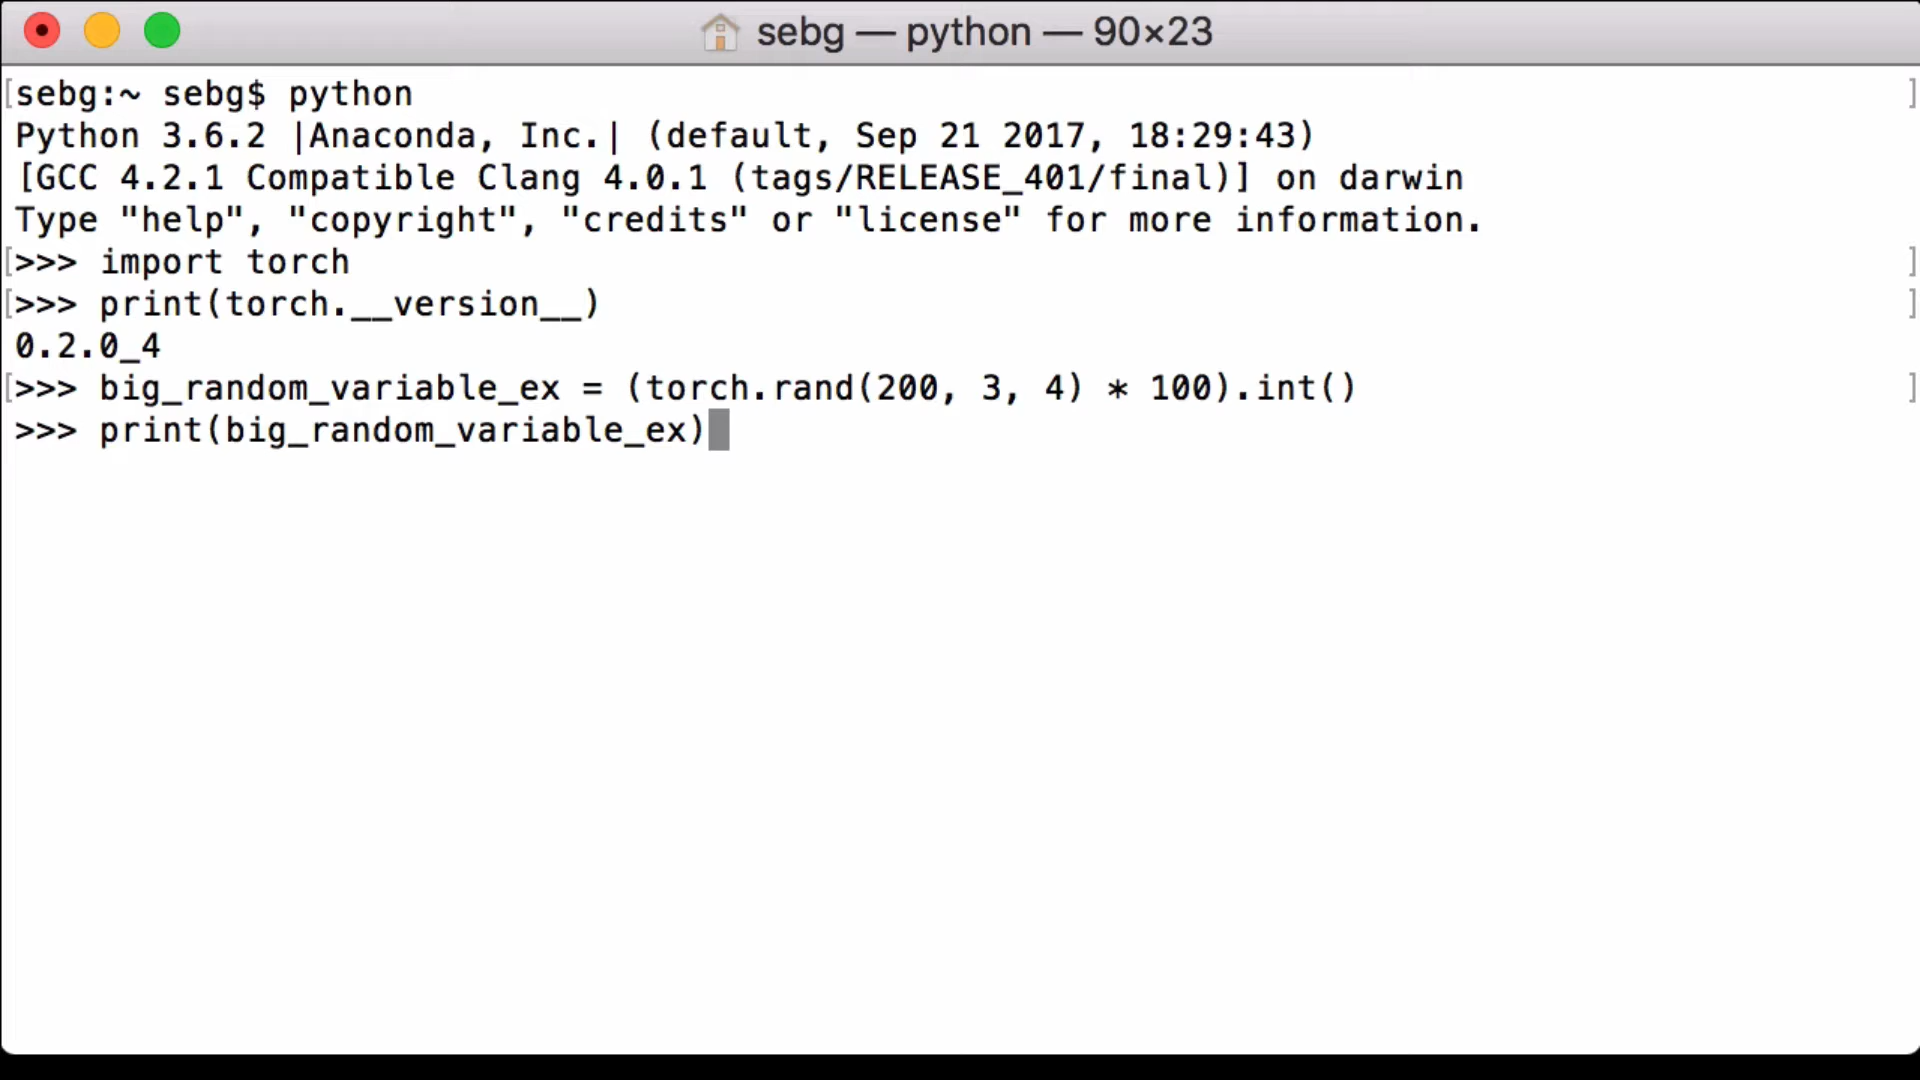 sebg — python — 90×23
[sebg:~ sebg$ python ]
Python 3.6.2 |Anaconda, Inc.| (default, Sep 21 2017, 18:29:43)
[GCC 4.2.1 Compatible Clang 4.0.1 (tags/RELEASE_401/final)] on darwin
Type "help", "copyright", "credits" or "license" for more information.
[>>> import torch ]
[>>> print(torch.__version__) ]
0.2.0_4
[>>> big_random_variable_ex = (torch.rand(200, 3, 4) * 100).int() ]
>>> print(big_random_variable_ex)